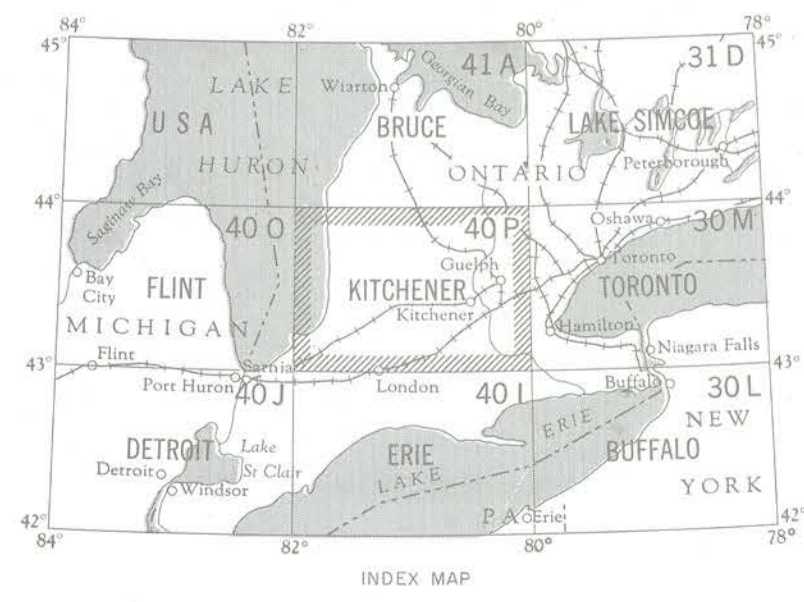 84° 82° 80° 78°
45° 45°
41 A 31 D
LAKE
Georgian Bay
Wiarton
USA BRUCE LAKE SIMCOE
Peterborough
HURON ONTARIO
44° 44°
Saginaw Bay
40 O 40 P Oshawa 30 M
Guelph Toronto
Bay City
FLINT KITCHENER TORONTO
Kitchener
MICHIGAN Hamilton
Niagara Falls
43° Flint Sarnia 43°
Port Huron London Buffalo
40 J 40 I 30 L
NEW
DETROIT Lake ERIE ERIE BUFFALO
Detroit St Clair LAKE
Windsor YORK
PA Erie
42° 42°
84° 82° 80° 78°
INDEX MAP